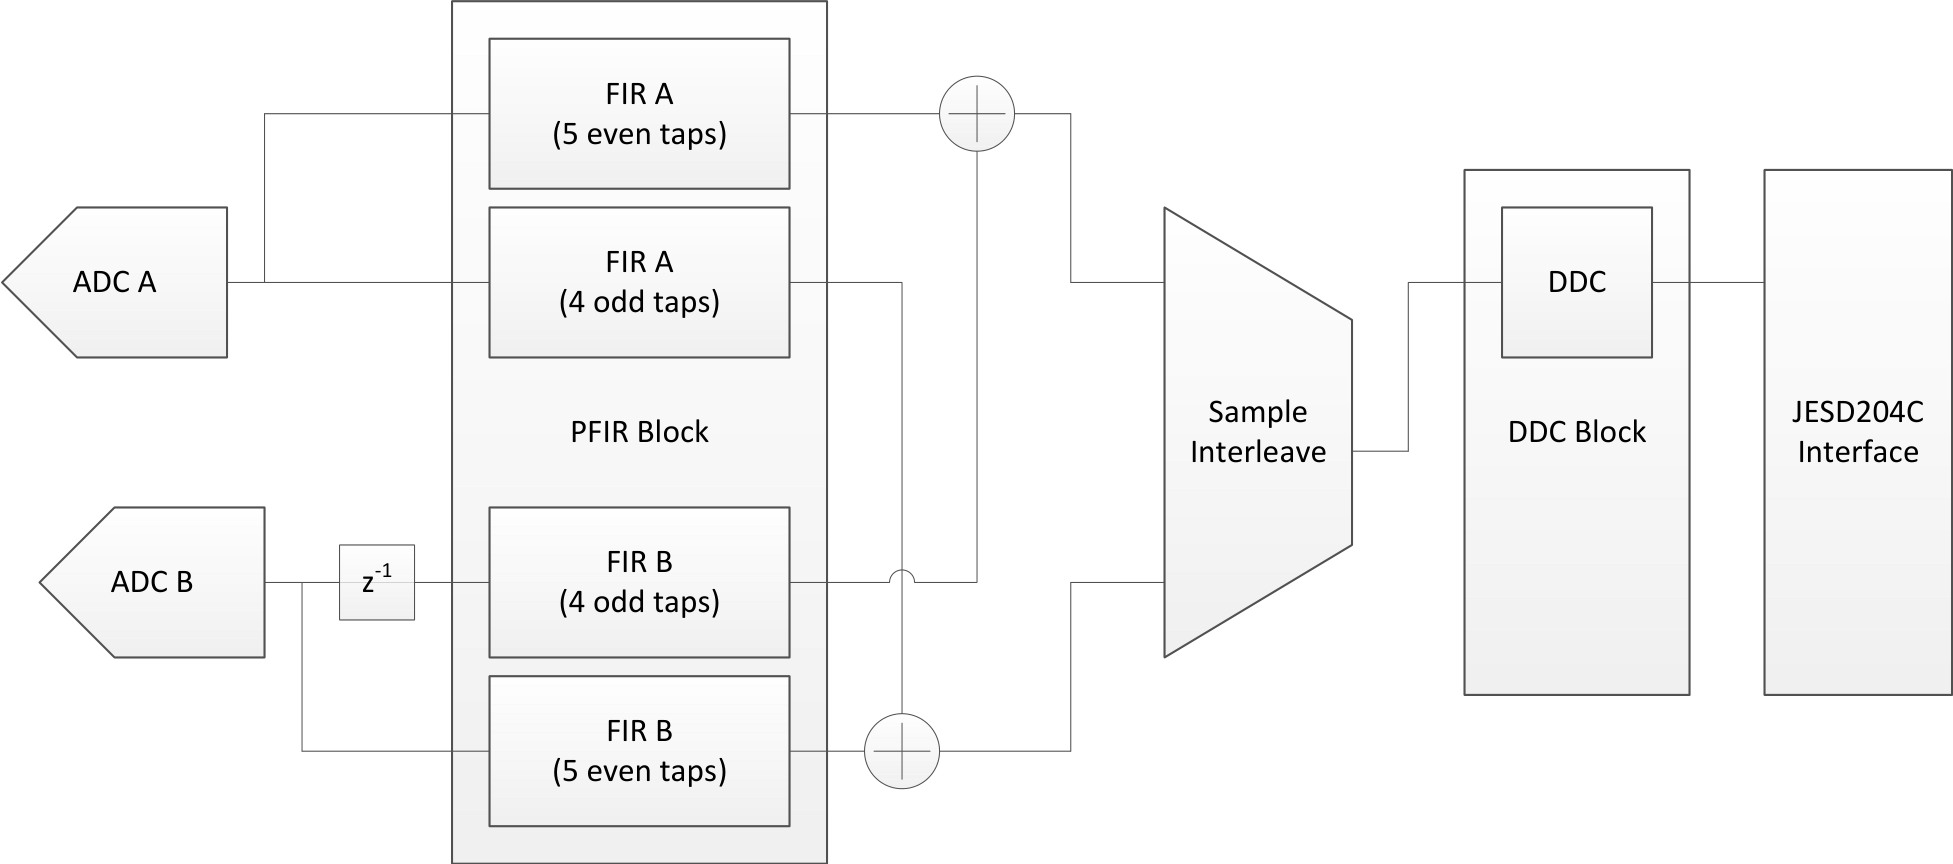 FIR A
(5 even taps)
FIR A
(4 odd taps)
ADC A
DDC
PFIR Block
Sample
Interleave
DDC Block
JESD204C
Interface
ADC B
z⁻¹
FIR B
(4 odd taps)
FIR B
(5 even taps)